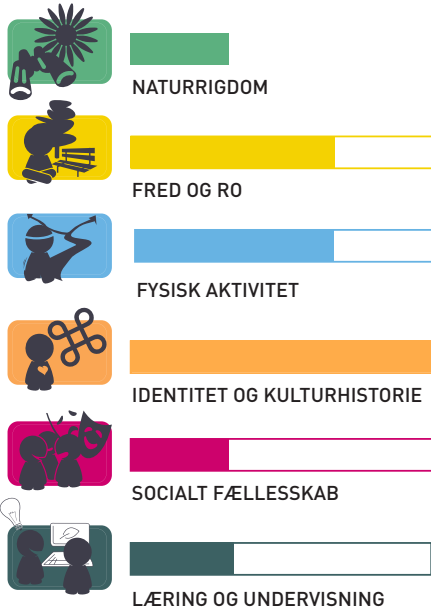 NATURRIGDOM
FRED OG RO
FYSISK AKTIVITET
IDENTITET OG KULTURHISTORIE
SOCIALT FÆLLESSKAB
LÆRING OG UNDERVISNING